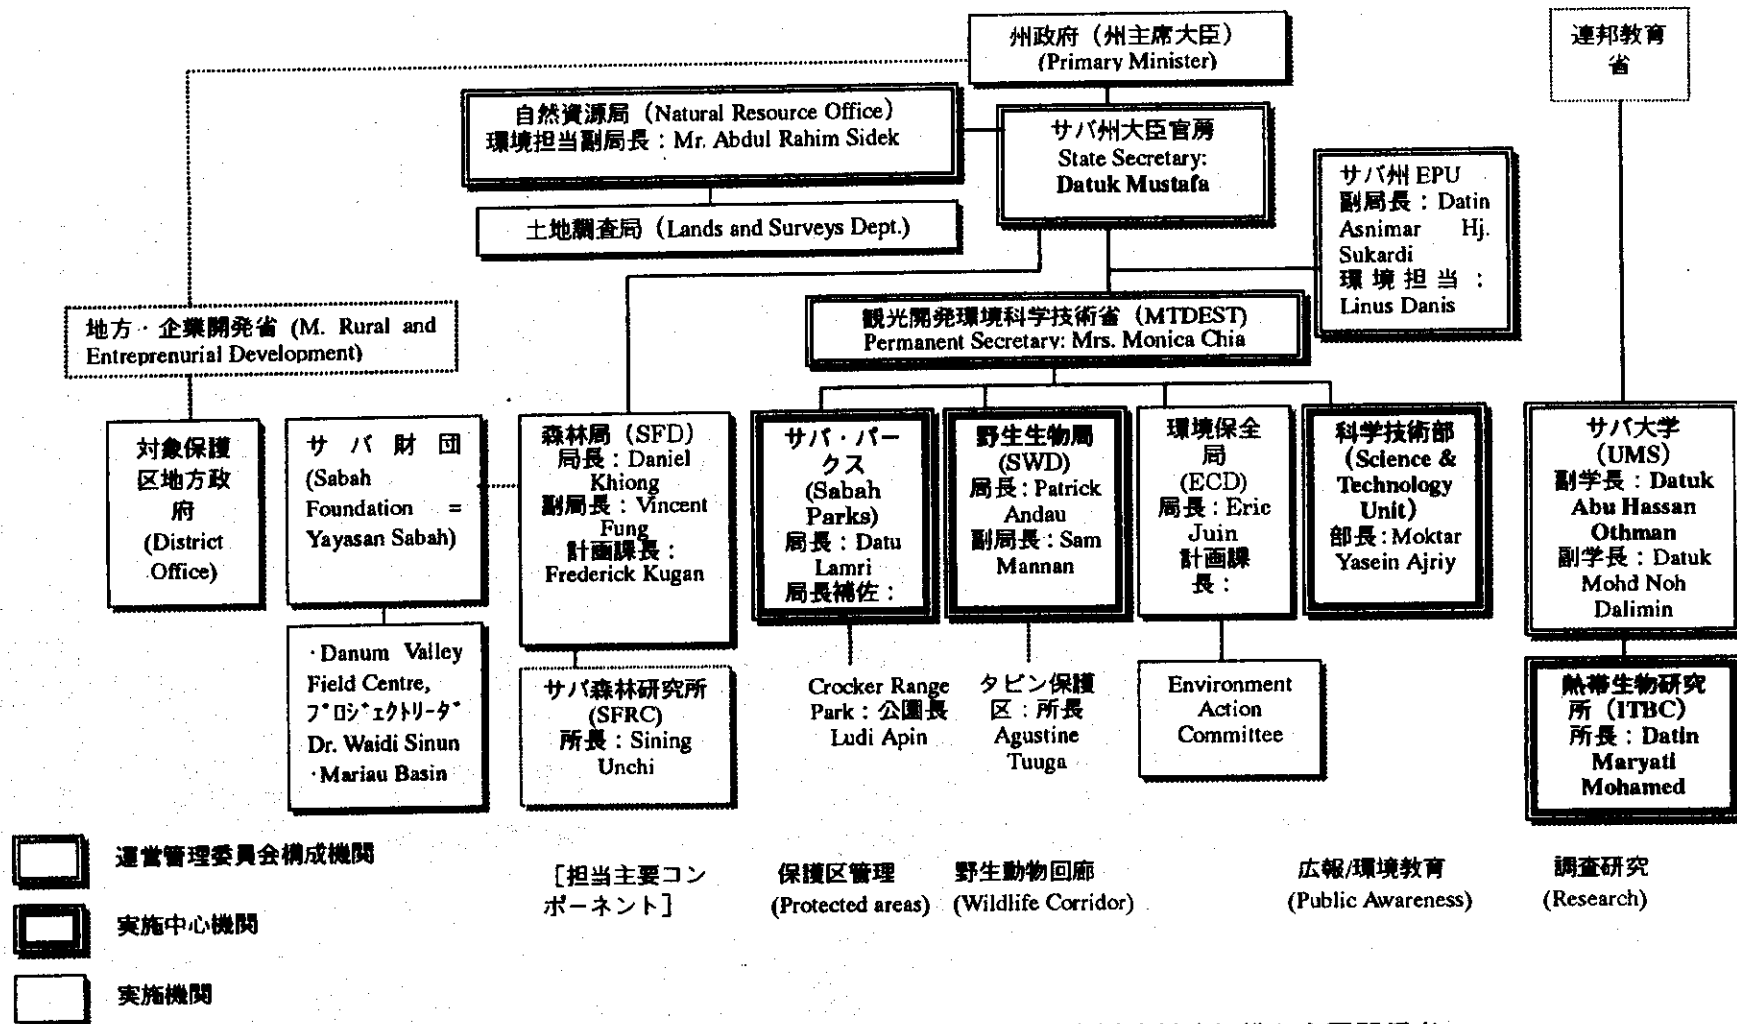 州政府（州主席大臣）
(Primary Minister)
連邦教育
省
自然資源局（Natural Resource Office）
環境担当副局長：Mr. Abdul Rahim Sidek
サバ州大臣官房
State Secretary:
Datuk Mustafa
サバ州 EPU
副局長：Datin
Asnimar Hj.
Sukardi
環境担当：
Linus Danis
土地調査局（Lands and Surveys Dept.）
地方・企業開発省 (M. Rural and
Entreprenurial Development)
観光開発環境科学技術省（MTDEST）
Permanent Secretary: Mrs. Monica Chia
対象保護
区地方政
府
(District
Office)
サバ財団
(Sabah
Foundation =
Yayasan Sabah)
森林局（SFD）
局長：Daniel
Khiong
副局長：Vincent
Fung
計画課長：
Frederick Kugan
サバ・パー
クス
(Sabah
Parks)
局長：Datu
Lamri
局長補佐：
野生生物局
(SWD)
局長：Patrick
Andau
副局長：Sam
Mannan
環境保全
局
(ECD)
局長：Eric
Juin
計画課
長：
科学技術部
（Science &
Technology
Unit）
部長：Moktar
Yasein Ajriy
サバ大学
(UMS)
副学長：Datuk
Abu Hassan
Othman
副学長：Datuk
Mohd Noh
Dalimin
・Danum Valley
Field Centre,
ﾌﾟﾛｼﾞｪｸﾄﾘｰﾀﾞ
Dr. Waidi Sinun
・Mariau Basin
サバ森林研究所
(SFRC)
所長：Sining
Unchi
Crocker Range
Park：公園長
Ludi Apin
タビン保護
区：所長
Agustine
Tuuga
Environment
Action
Committee
熱帯生物研究
所（ITBC）
所長：Datin
Maryati
Mohamed
運営管理委員会構成機関
実施中心機関
実施機関
［担当主要コン
ポーネント］
保護区管理
(Protected areas)
野生動物回廊
(Wildlife Corridor)
広報/環境教育
(Public Awareness)
調査研究
(Research)